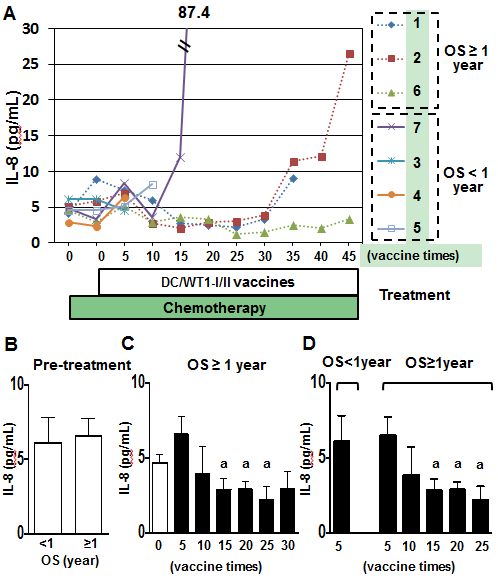 A
87.4
IL-8 (pg/mL)
30
25
20
15
10
5
0
0 0 5 10 15 20 25 30 35 40 45
(vaccine times)
DC/WT1-I/II vaccines
Chemotherapy
Treatment
1
2
6
OS ≥ 1
year
7
3
4
5
OS < 1
year
B
Pre-treatment
IL-8 (pg/mL)
10
5
0
<1 ≥1
OS (year)
C
OS ≥ 1 year
IL-8 (pg/mL)
10
5
0
a a a
0 5 10 15 20 25 30
(vaccine times)
D
OS<1year OS≥1year
IL-8 (pg/mL)
10
5
0
a a a
5 5 10 15 20 25
(vaccine times)